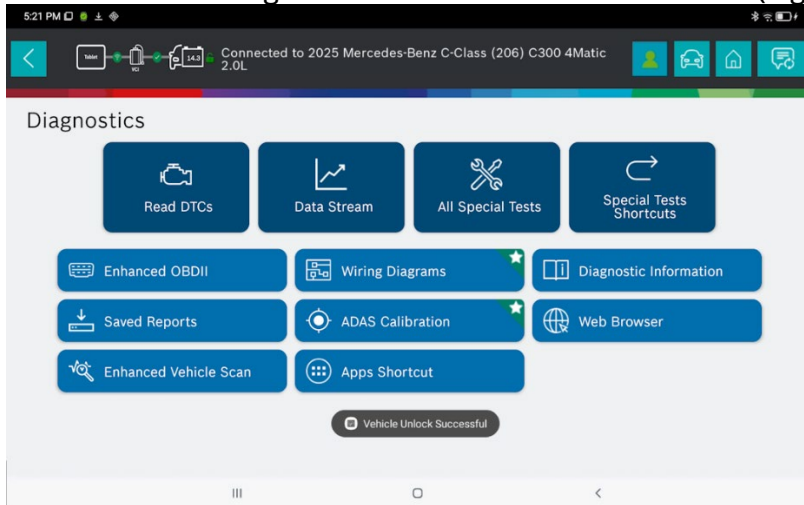 5:21 PM
Tablet
VCI
14.3
Connected to 2025 Mercedes-Benz C-Class (206) C300 4Matic
2.0L
Diagnostics
Read DTCs
Data Stream
All Special Tests
Special Tests
Shortcuts
Enhanced OBDII
Wiring Diagrams
Diagnostic Information
Saved Reports
ADAS Calibration
Web Browser
Enhanced Vehicle Scan
Apps Shortcut
Vehicle Unlock Successful